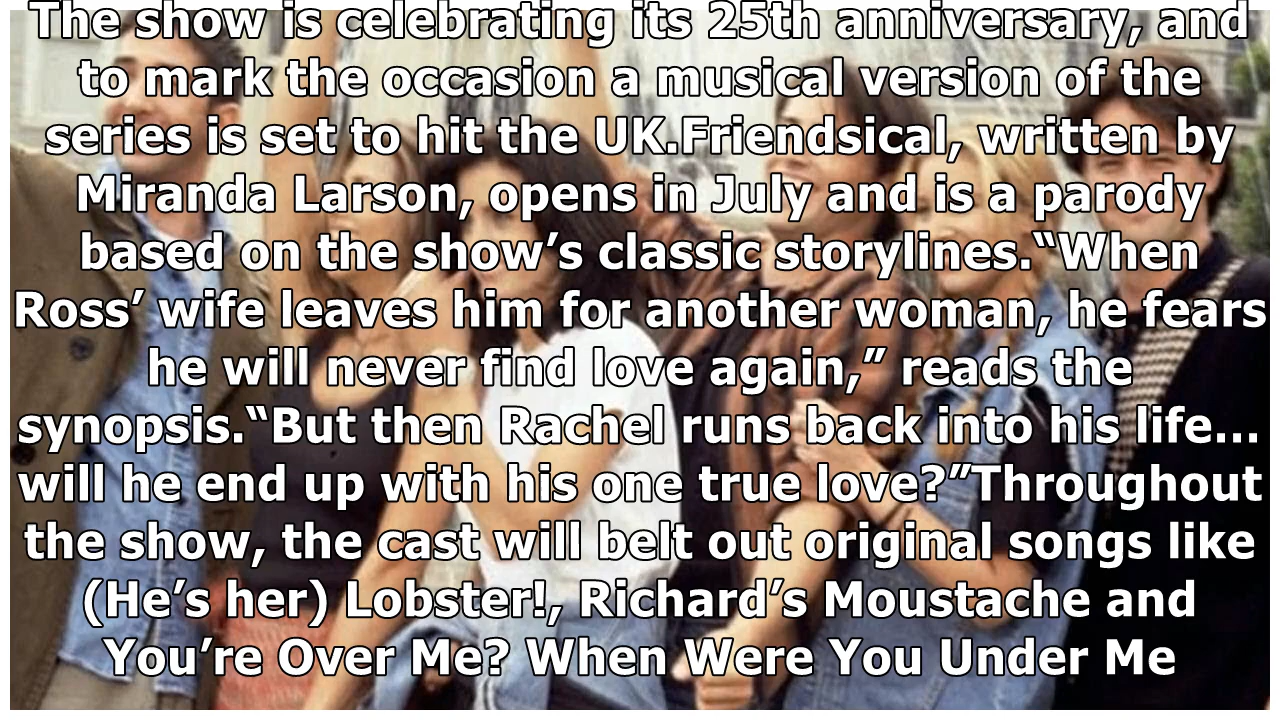 The show is celebrating its 25th anniversary, and
to mark the occasion a musical version of the
series is set to hit the UK.Friendsical, written by
Miranda Larson, opens in July and is a parody
based on the show’s classic storylines.“When
Ross’ wife leaves him for another woman, he fears
he will never find love again,” reads the
synopsis.“But then Rachel runs back into his life...
will he end up with his one true love?”Throughout
the show, the cast will belt out original songs like
(He’s her) Lobster!, Richard’s Moustache and
You’re Over Me? When Were You Under Me